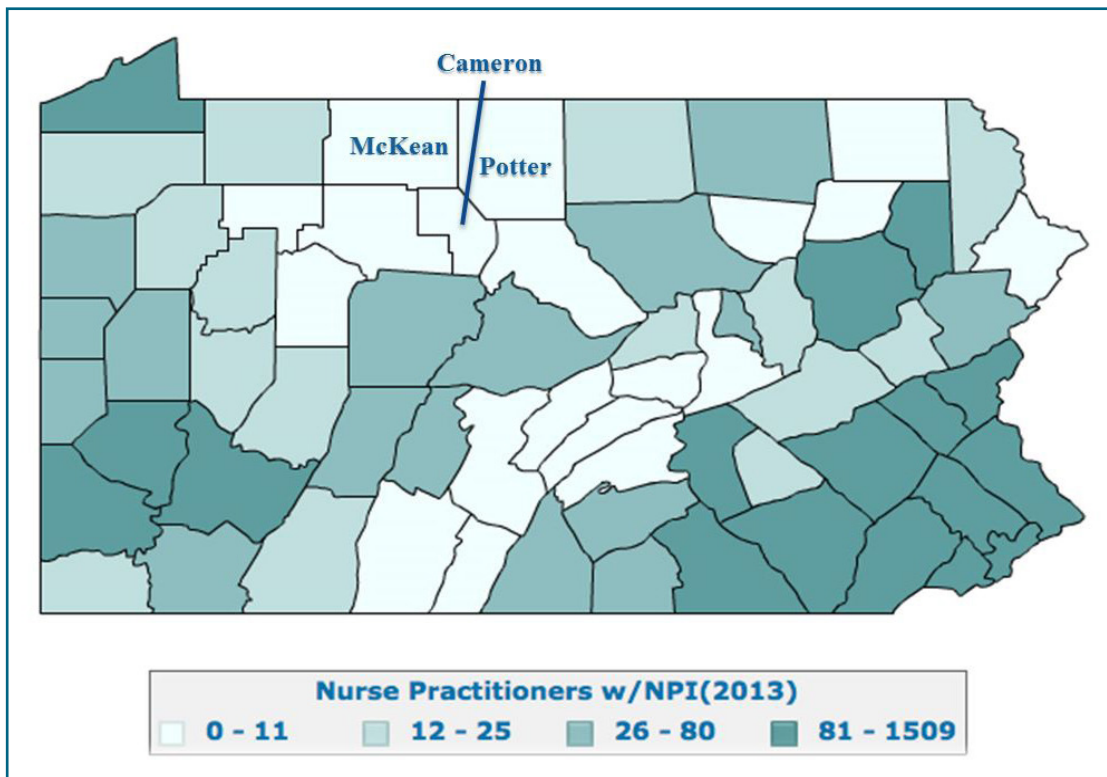 Cameron
McKean
Potter
Nurse Practitioners w/NPI(2013)
0 - 11 12 - 25 26 - 80 81 - 1509